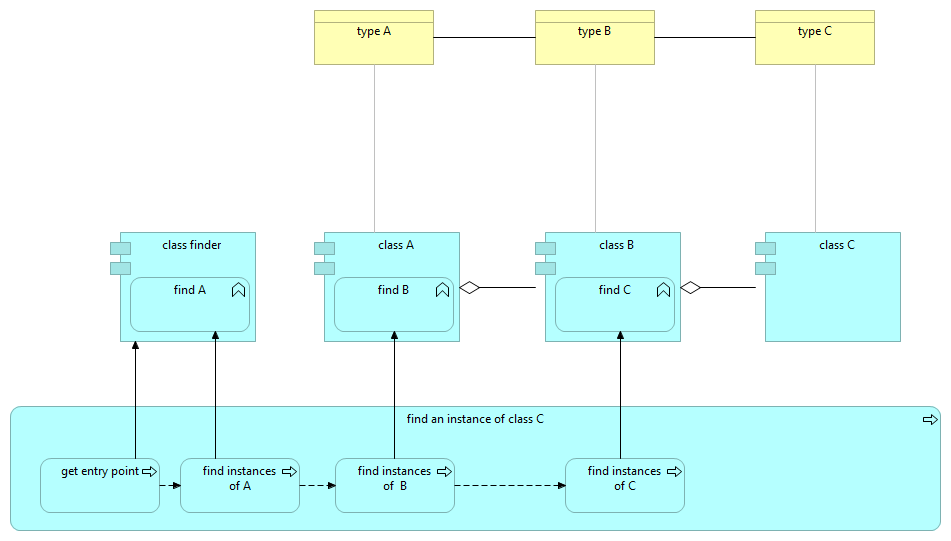 type A
type B
type C
class finder
class A
class B
class C
find A
find B
find C
find an instance of class C
get entry point
find instances
of A
find instances
of  B
find instances
of C